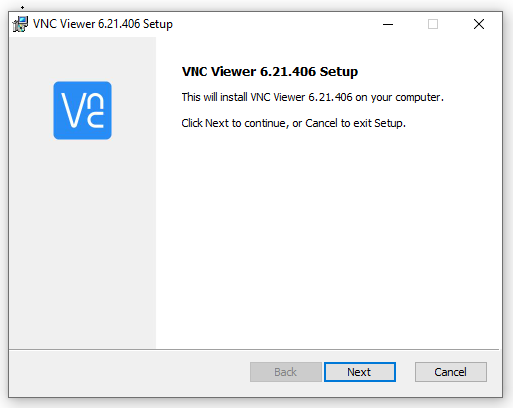 VNC Viewer 6.21.406 Setup
VNC Viewer 6.21.406 Setup
This will install VNC Viewer 6.21.406 on your computer.
Click Next to continue, or Cancel to exit Setup.
Vnc
Back
Next
Cancel